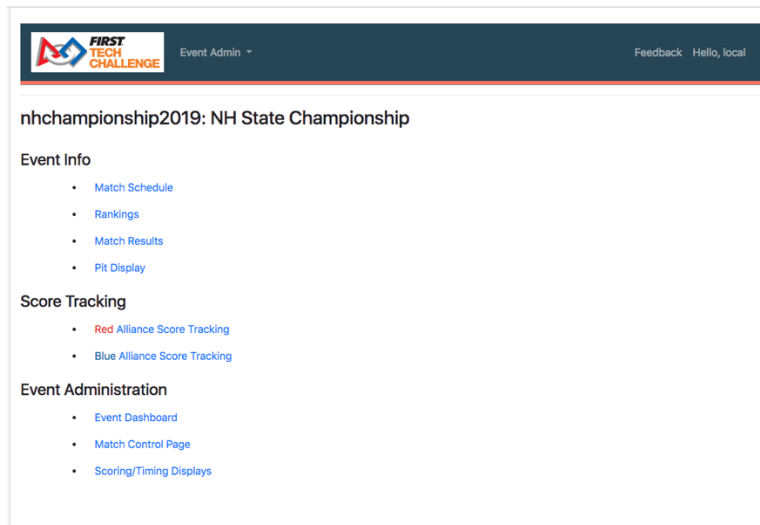 FIRST
TECH
CHALLENGE
Event Admin
Feedback Hello, local
nhchampionship2019: NH State Championship
Event Info
• Match Schedule
• Rankings
• Match Results
• Pit Display
Score Tracking
• Red Alliance Score Tracking
• Blue Alliance Score Tracking
Event Administration
• Event Dashboard
• Match Control Page
• Scoring/Timing Displays